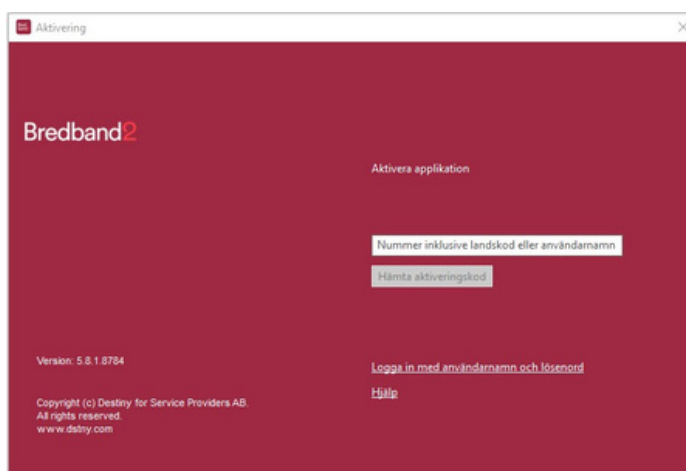 Aktivering
Bredband2
Aktivera applikation
Nummer inklusive landskod eller användarnamn
Hämta aktiveringskod
Version: 5.8.1.8784
Logga in med användarnamn och lösenord
Hjälp
Copyright (c) Destiny for Service Providers AB.
All rights reserved.
www.dstny.com